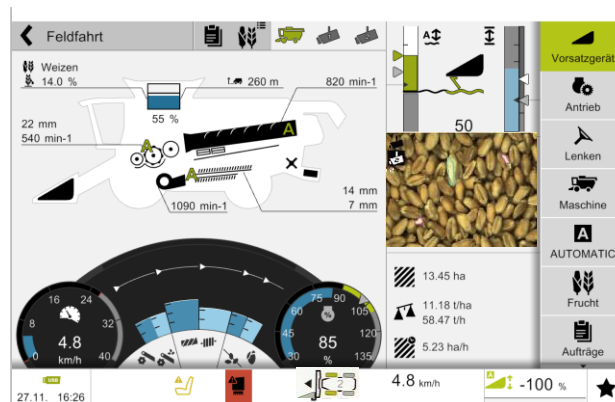 Feldfahrt
Vorsatzgerät
Weizen
14.0 %
260 m
820 min-1
A
55 %
22 mm
540 min-1
A
A
A
50
Antrieb
Lenken
1090 min-1
14 mm
7 mm
Maschine
A
AUTOMATIC
13.45 ha
11.18 t/ha
58.47 t/h
5.23 ha/h
Frucht
Aufträge
0 8 16 24 32 40
4.8
km/h
30 45 60 75 90 105 120 135
%
85
%
USB
27.11. 16:26
2
4.8 km/h
A
-100 %